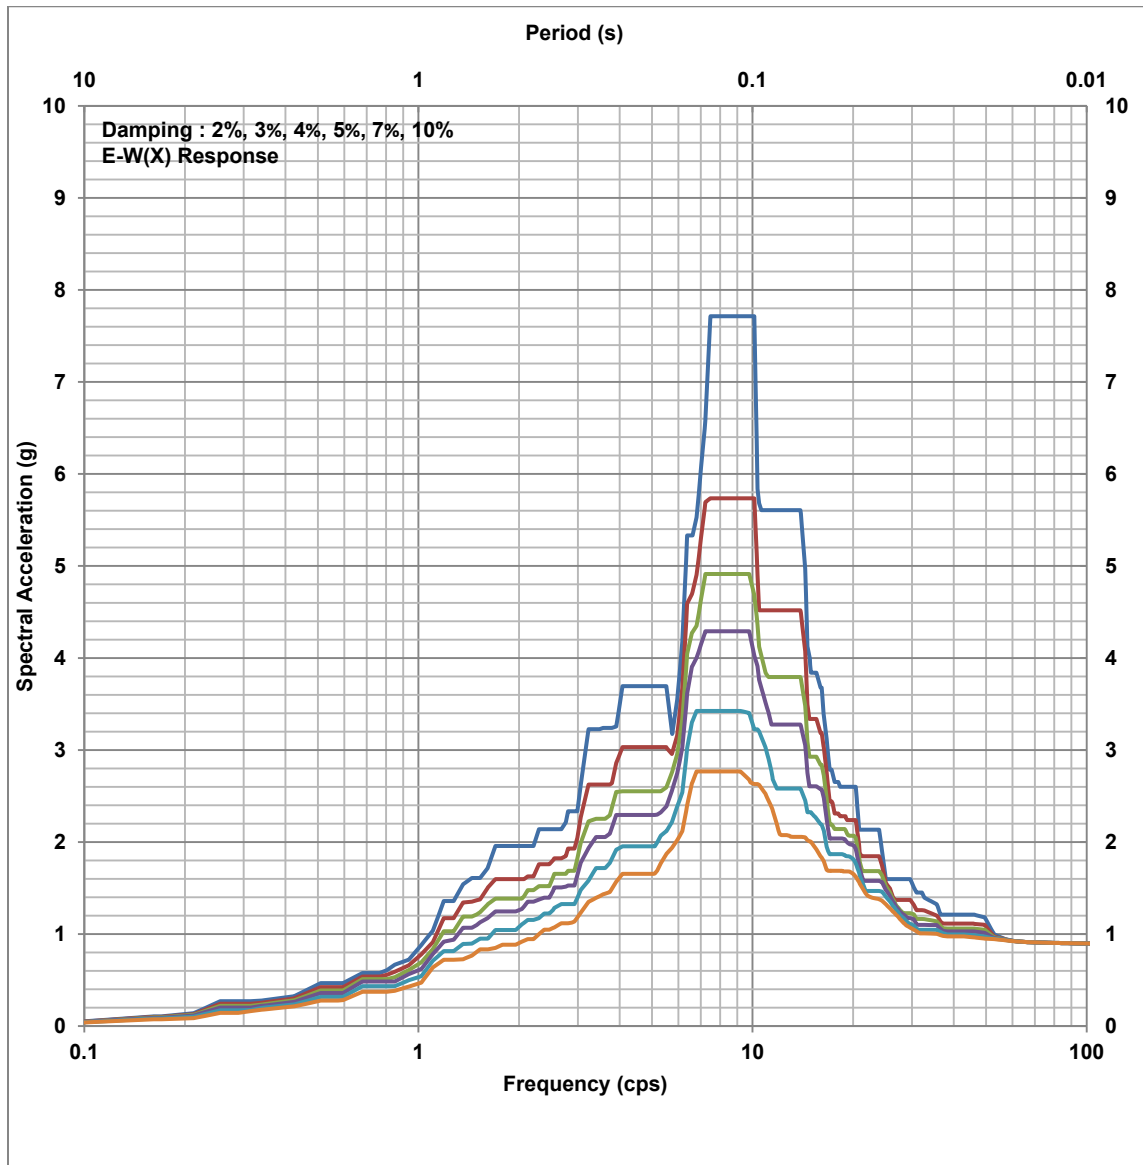 Period (s)
10 1 0.1 0.01
Damping : 2%, 3%, 4%, 5%, 7%, 10%
E-W(X) Response
10 10
9 9
8 8
7 7
6 6
5 5
4 4
3 3
2 2
1 1
0 0
Spectral Acceleration (g)
0.1 1 10 100
Frequency (cps)